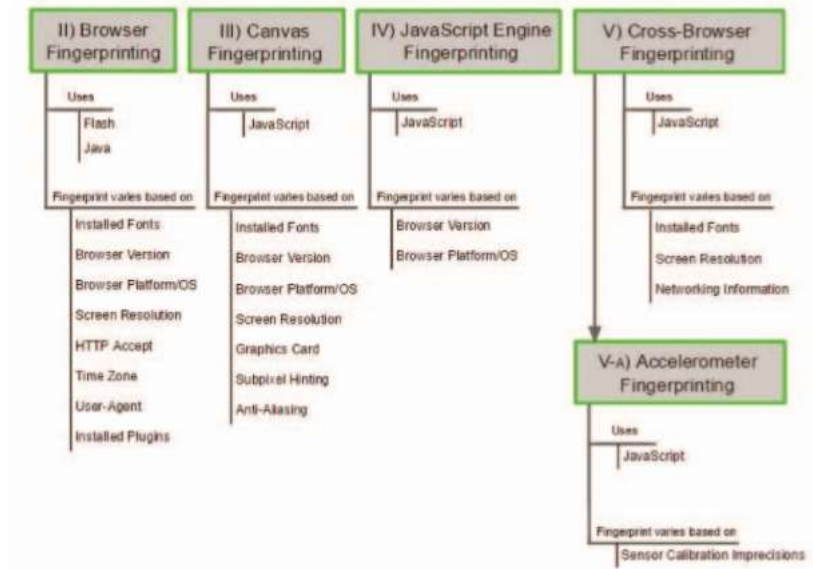 II) Browser
Fingerprinting
Uses
Flash
Java
Fingerprint varies based on
Installed Fonts
Browser Version
Browser Platform/OS
Screen Resolution
HTTP Accept
Time Zone
User-Agent
Installed Plugins
III) Canvas
Fingerprinting
Uses
JavaScript
Fingerprint varies based on
Installed Fonts
Browser Version
Browser Platform/OS
Screen Resolution
Graphics Card
Subpixel Hinting
Anti-Aliasing
IV) JavaScript Engine
Fingerprinting
Uses
JavaScript
Fingerprint varies based on
Browser Version
Browser Platform/OS
V) Cross-Browser
Fingerprinting
Uses
JavaScript
Fingerprint varies based on
Installed Fonts
Screen Resolution
Networking Information
V-A) Accelerometer
Fingerprinting
Uses
JavaScript
Fingerprint varies based on
Sensor Calibration Imprecisions